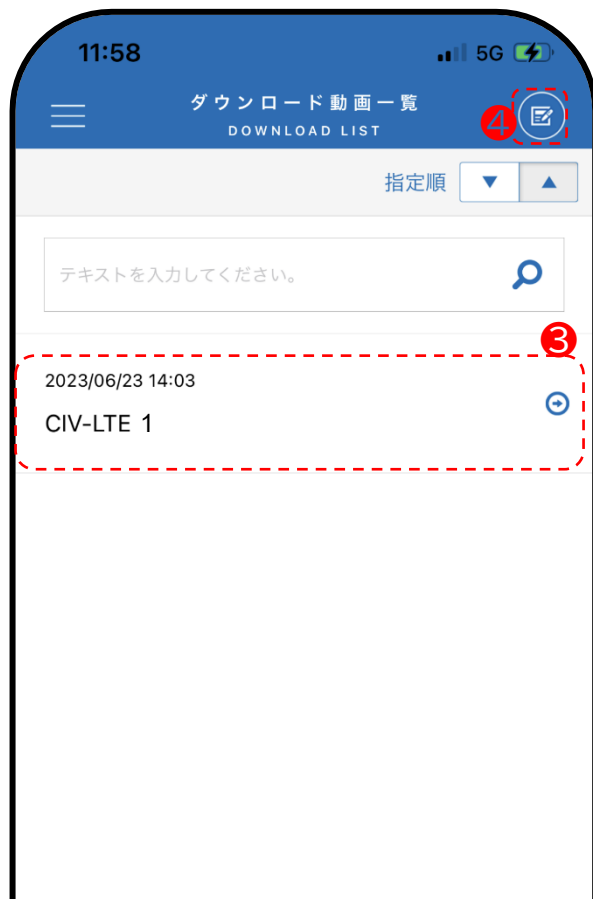 11:58
5G
ダウンロード動画一覧
DOWNLOAD LIST
4
指定順 ▼ ▲
テキストを入力してください。
3
2023/06/23 14:03
CIV-LTE 1